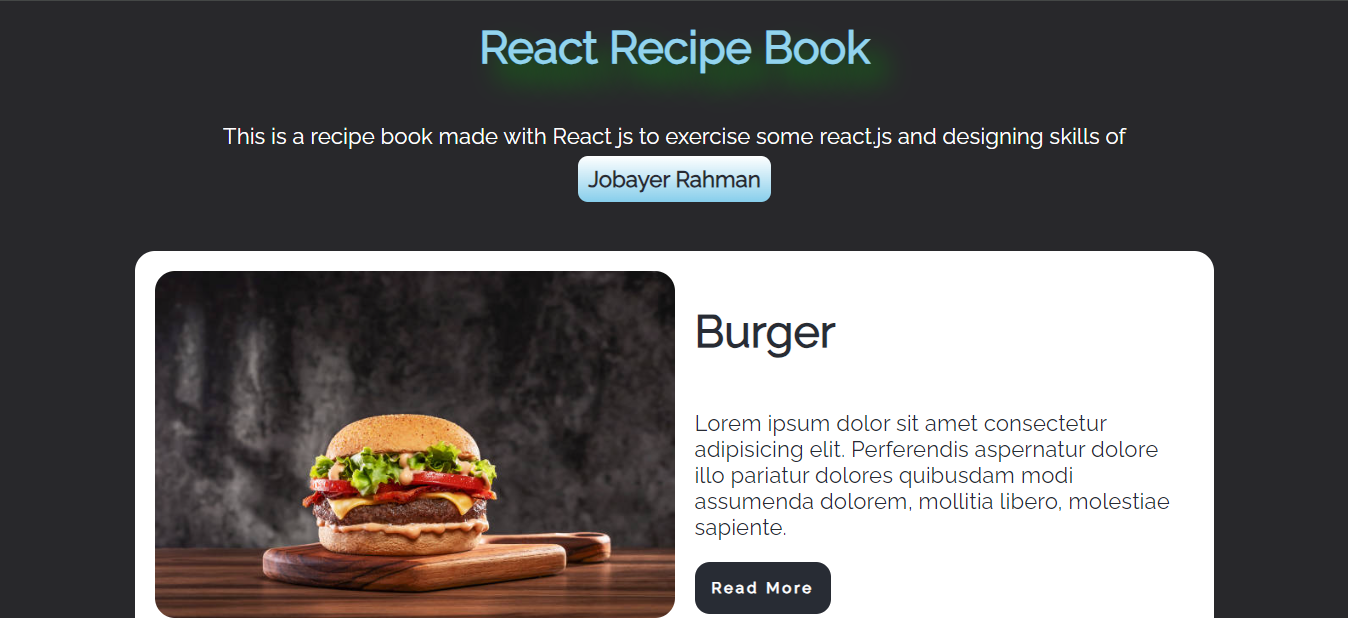 React Recipe Book
This is a recipe book made with React js to exercise some react.js and designing skills of
Jobayer Rahman
Burger
Lorem ipsum dolor sit amet consectetur
adipisicing elit. Perferendis aspernatur dolore
illo pariatur dolores quibusdam modi
assumenda dolorem, mollitia libero, molestiae
sapiente.
Read More